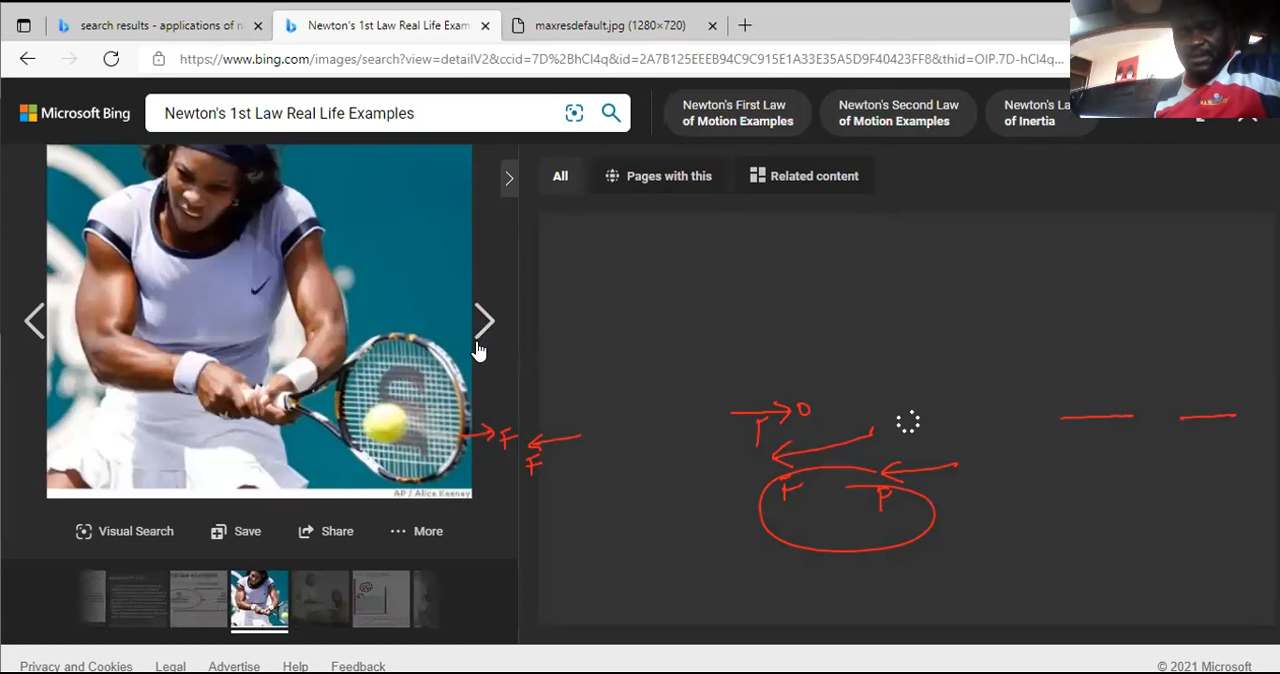 search results - applications of n
Newton's 1st Law Real Life Exam
maxresdefault.jpg (1280×720)
https://www.bing.com/images/search?view=detailV2&ccid=7D%2BhCl4q&id=2A7B125EEEB94C9C915E1A33E35A5D9F40423FF8&thid=OIP.7D-hCl4q...
Microsoft Bing
Newton's 1st Law Real Life Examples
Newton's First Law
of Motion Examples
Newton's Second Law
of Motion Examples
Newton's La
of Inertia
All
Pages with this
Related content
F
F
F
F
AP / Alice Keeney
Visual Search
Save
Share
More
Privacy and Cookies
Legal
Advertise
Help
Feedback
© 2021 Microsoft